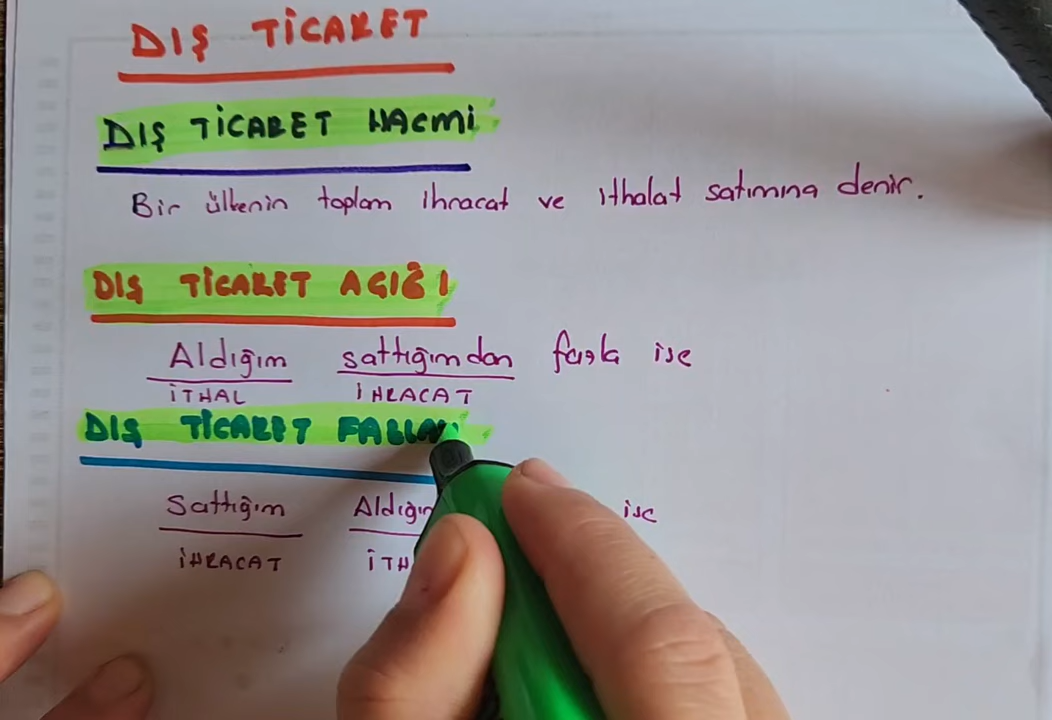 DIŞ TİCARET
DIŞ TİCARET HACMİ
Bir ülkenin toplam ihracat ve ithalat satımına denir.
DIŞ TİCARET AÇIĞI
Aldığım sattığımdan fazla ise
İTHAL İHRACAT
DIŞ TİCARET
Sattığım ise
İHRACAT